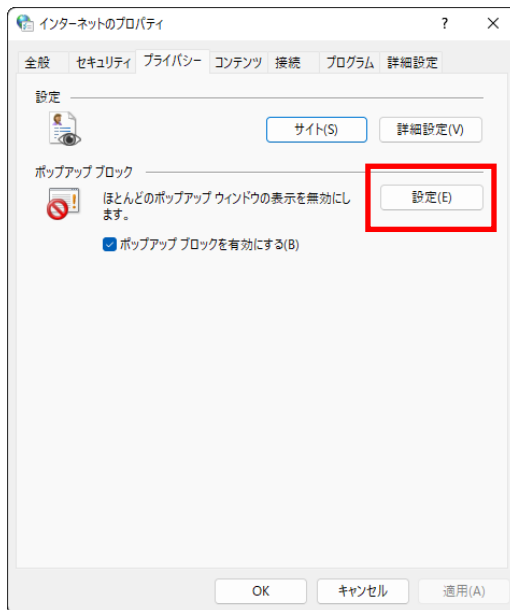 インターネットのプロパティ ?
全般 セキュリティ プライバシー コンテンツ 接続 プログラム 詳細設定
設定
サイト(S) 詳細設定(V)
ポップアップ ブロック
ほとんどのポップアップ ウィンドウの表示を無効にし
ます。
設定(E)
ポップアップ ブロックを有効にする(B)
OK キャンセル 適用(A)